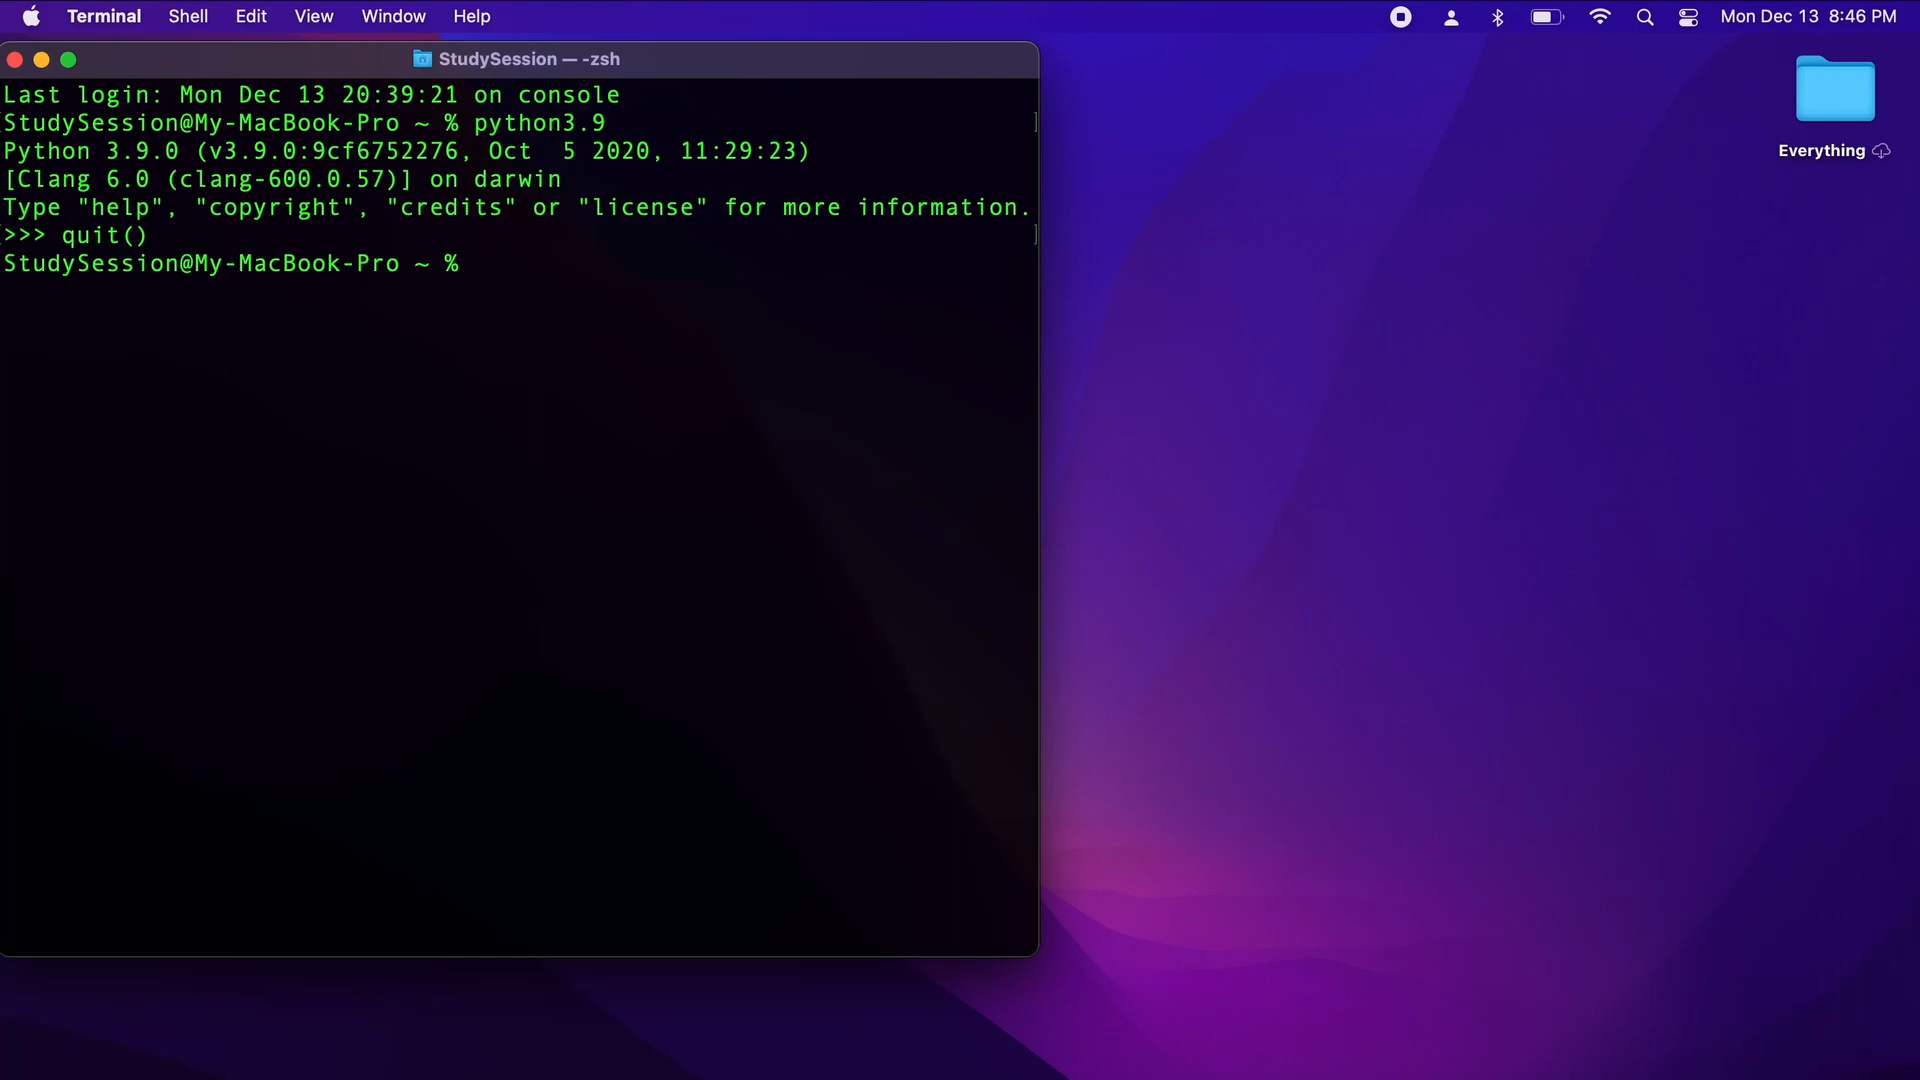 Terminal Shell Edit View Window Help Mon Dec 13 8:46 PM
StudySession — -zsh
Last login: Mon Dec 13 20:39:21 on console
StudySession@My-MacBook-Pro ~ % python3.9
Python 3.9.0 (v3.9.0:9cf6752276, Oct  5 2020, 11:29:23)
[Clang 6.0 (clang-600.0.57)] on darwin
Type "help", "copyright", "credits" or "license" for more information.
>>> quit()
StudySession@My-MacBook-Pro ~ %
Everything